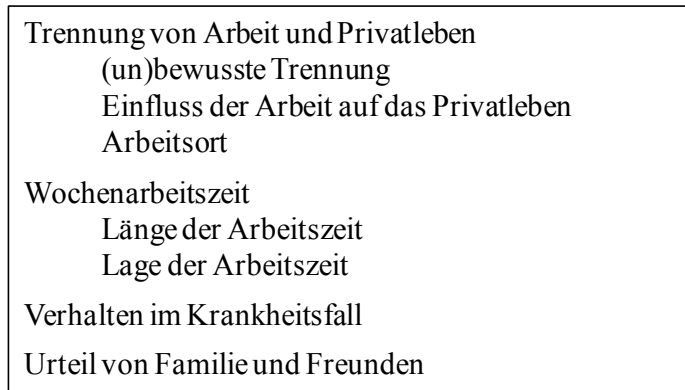 Trennung von Arbeit und Privatleben
(un)bewusste Trennung
Einfluss der Arbeit auf das Privatleben
Arbeitsort
Wochenarbeitszeit
Länge der Arbeitszeit
Lage der Arbeitszeit
Verhalten im Krankheitsfall
Urteil von Familie und Freunden